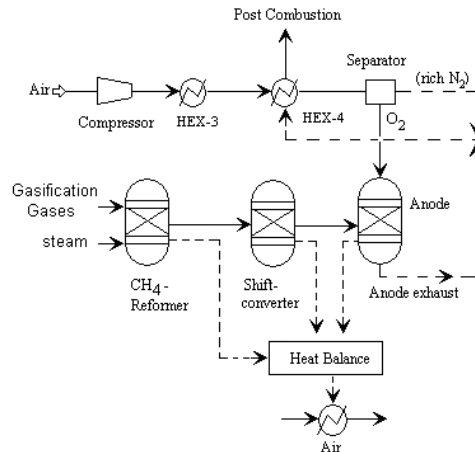 Post Combustion
Separator
Air
(rich N2)
Compressor
HEX-3
HEX-4
O2
Gasification
Gases
steam
Anode
CH4-
Reformer
Shift-
converter
Anode exhaust
Heat Balance
Air